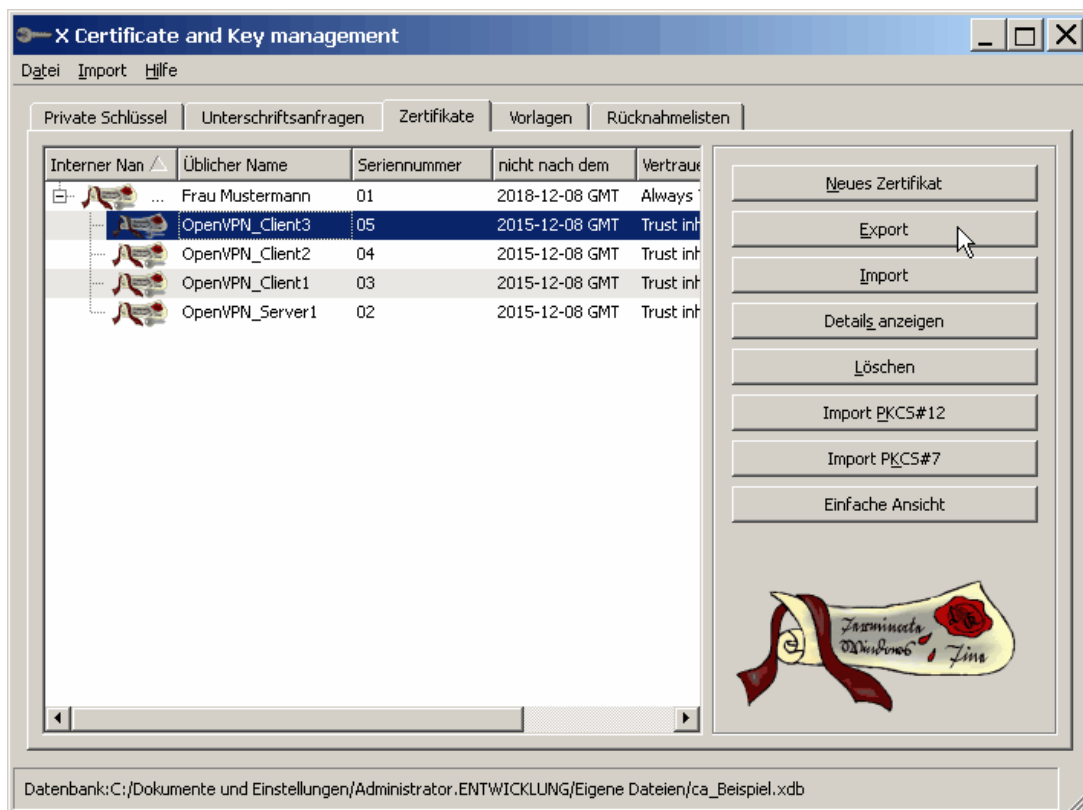 X Certificate and Key management
Datei Import Hilfe
Private Schlüssel Unterschriftsanfragen Zertifikate Vorlagen Rücknahmelisten
Interner Nan Üblicher Name Seriennummer nicht nach dem Vertraue
... Frau Mustermann 01 2018-12-08 GMT Always
OpenVPN_Client3 05 2015-12-08 GMT Trust inh
OpenVPN_Client2 04 2015-12-08 GMT Trust inh
OpenVPN_Client1 03 2015-12-08 GMT Trust inh
OpenVPN_Server1 02 2015-12-08 GMT Trust inh
Neues Zertifikat
Export
Import
Details anzeigen
Löschen
Import PKCS#12
Import PKCS#7
Einfache Ansicht
Windows
Datenbank:C:/Dokumente und Einstellungen/Administrator.ENTWICKLUNG/Eigene Dateien/ca_Beispiel.xdb